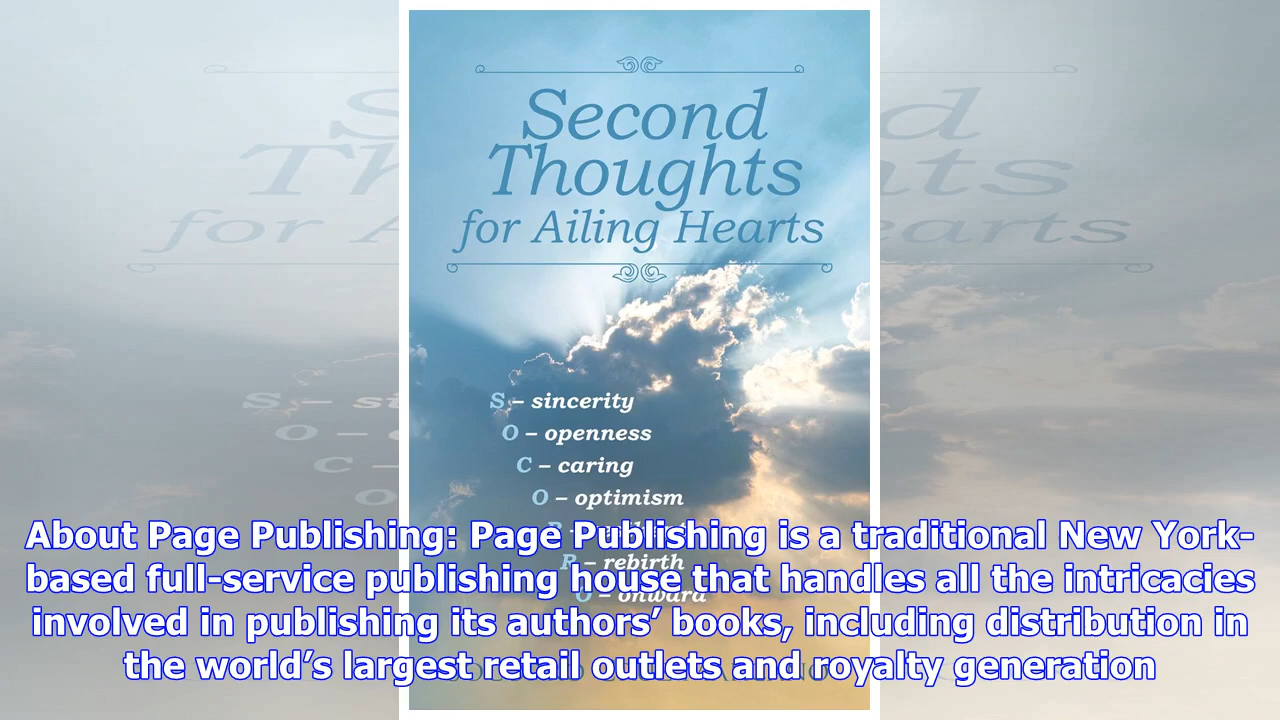 Second
Thoughts
for Ailing Hearts
S – sincerity
O – openness
C – caring
O – optimism
R – rebirth
O – onward
About Page Publishing: Page Publishing is a traditional New York-
based full-service publishing house that handles all the intricacies
involved in publishing its authors’ books, including distribution in
the world’s largest retail outlets and royalty generation